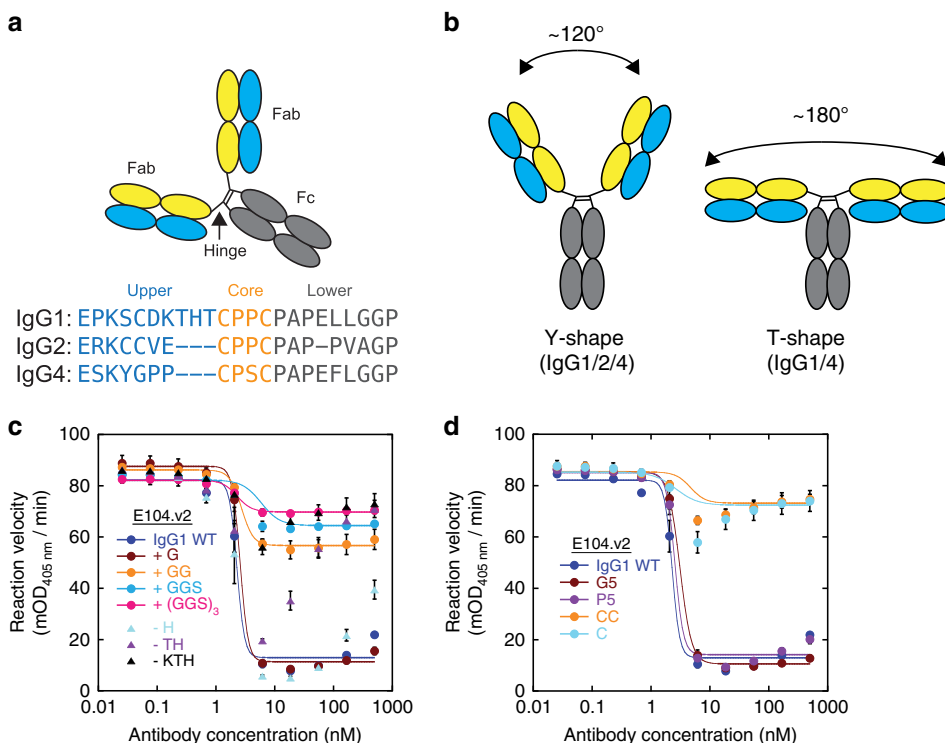 a
Fab
Fab
Fc
Hinge
Upper Core Lower
IgG1: EPKSCDKTHTCPPCPAPELLGGP
IgG2: ERKCCVE---CPPCPAP-PVAGP
IgG4: ESKYGPP---CPSCPAPEFLGGP
b
~120°
~180°
Y-shape
(IgG1/2/4)
T-shape
(IgG1/4)
c
Reaction velocity
(mOD405 nm / min)
100
80
60
40
20
0
E104.v2
IgG1 WT
+ G
+ GG
+ GGS
+ (GGS)3
- H
- TH
- KTH
0.01 0.1 1 10 100 1000
Antibody concentration (nM)
d
Reaction velocity
(mOD405 nm / min)
100
80
60
40
20
0
E104.v2
IgG1 WT
G5
P5
CC
C
0.01 0.1 1 10 100 1000
Antibody concentration (nM)